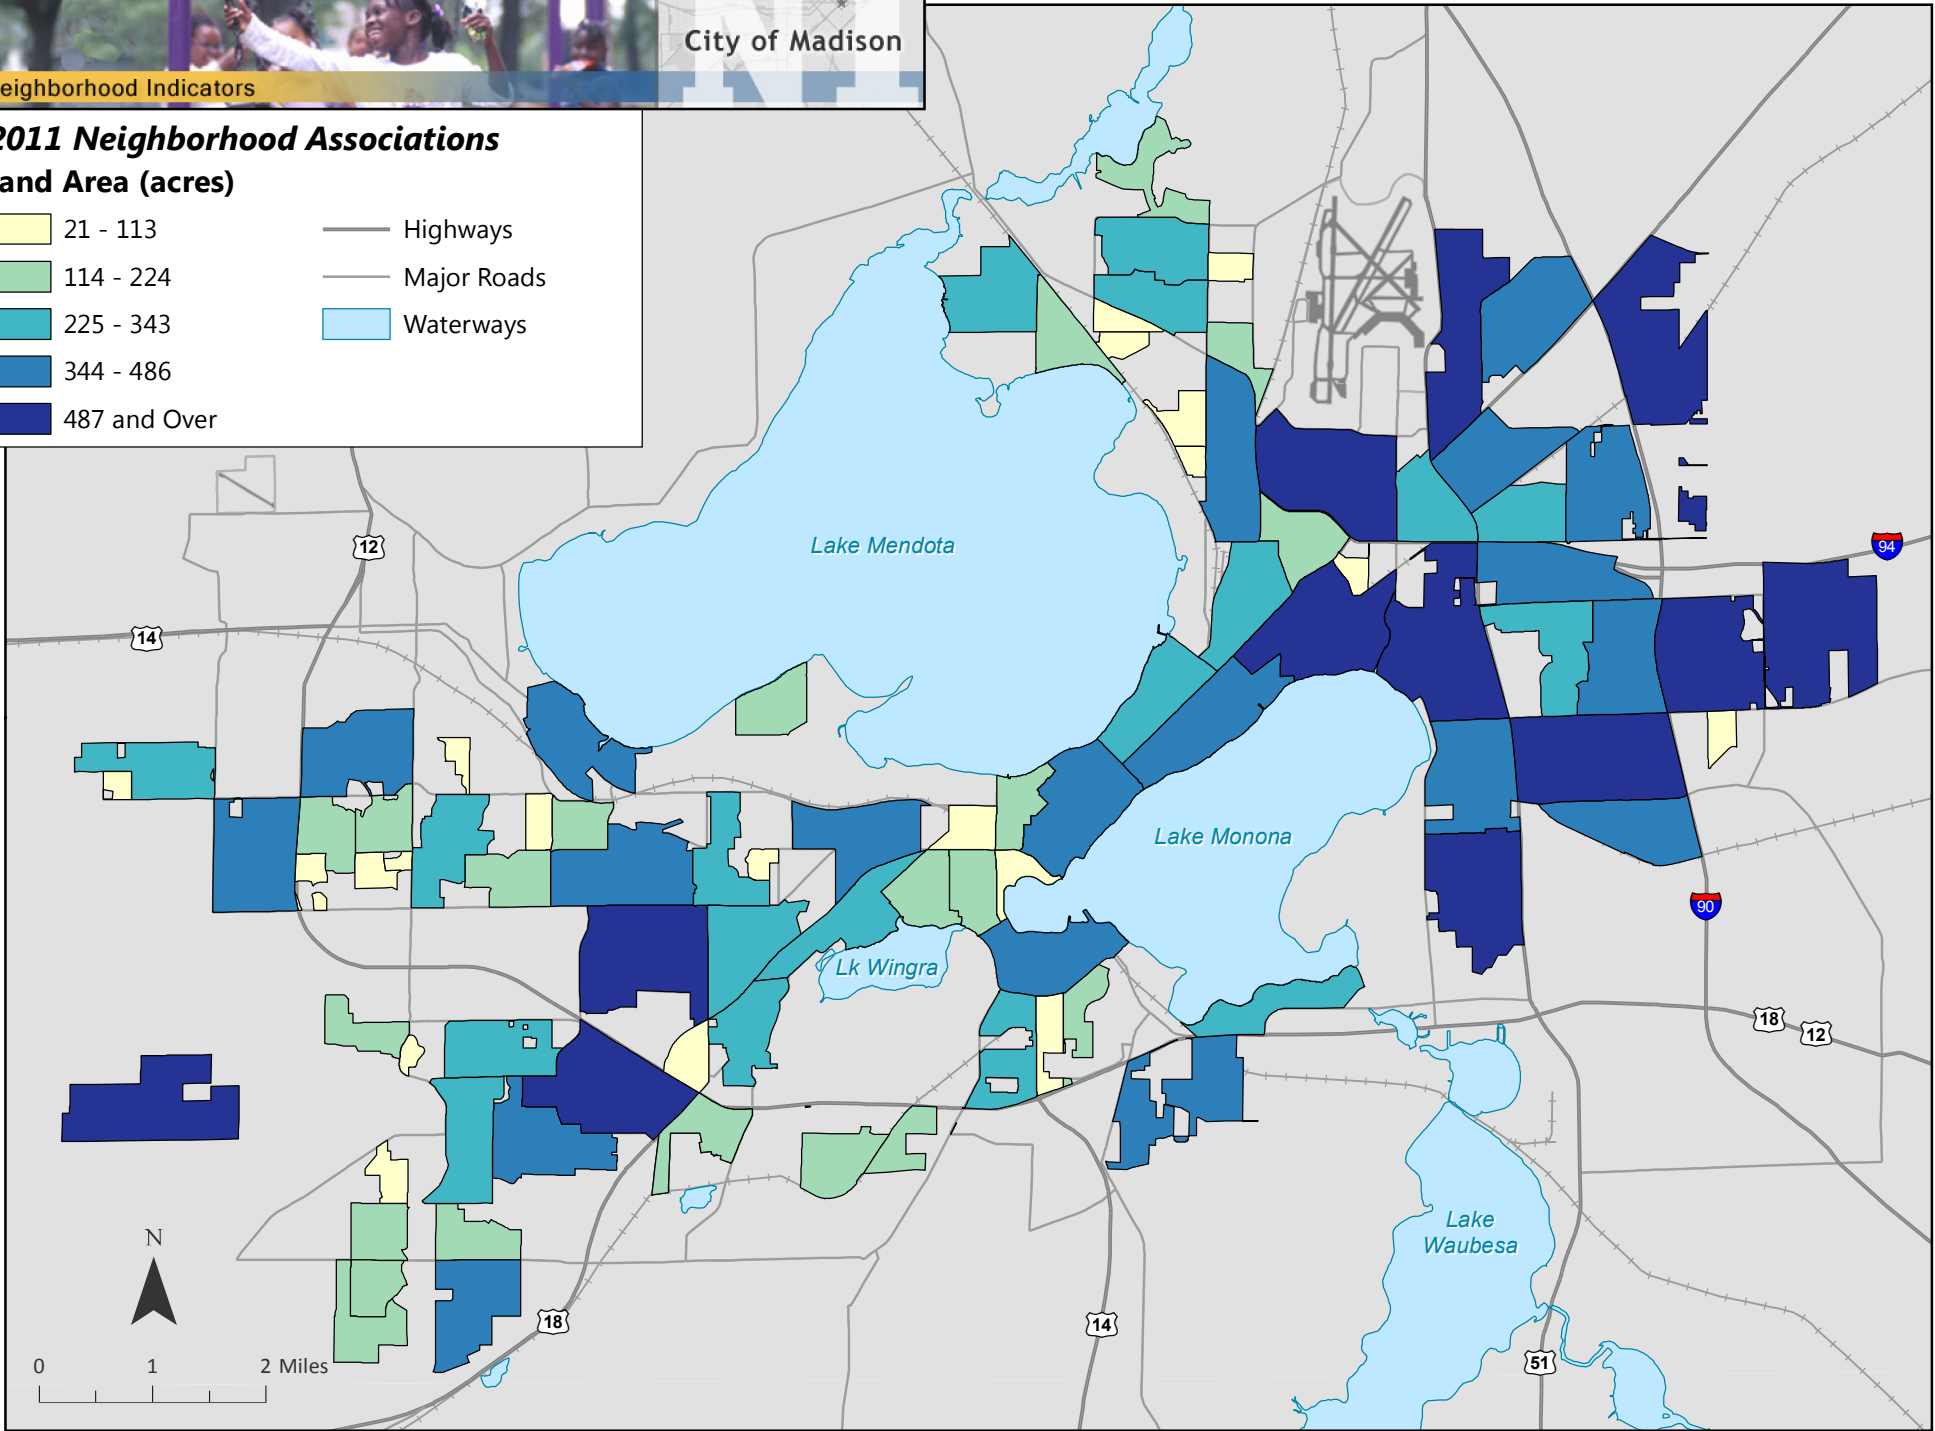 City of Madison
eighborhood Indicators
2011 Neighborhood Associations
and Area (acres)
21 - 113
114 - 224
225 - 343
344 - 486
487 and Over
Highways
Major Roads
Waterways
Lake Mendota
12
94
14
Lake Monona
90
Lk Wingra
18
12
Lake
Waubesa
N
18
14
51
0 1 2 Miles